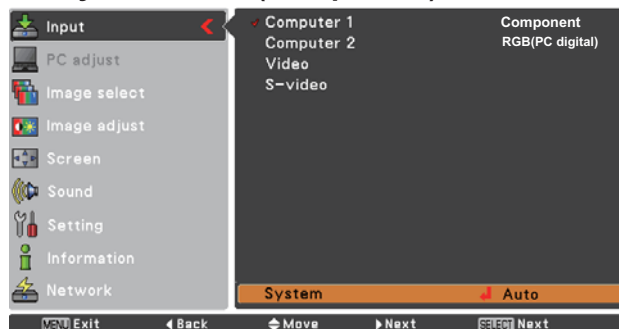 Input
PC adjust
Image select
Image adjust
Screen
Sound
Setting
Information
Network
Computer 1 Component
Computer 2 RGB(PC digital)
Video
S-video
System Auto
MENU Exit Back Move Next SELECT Next